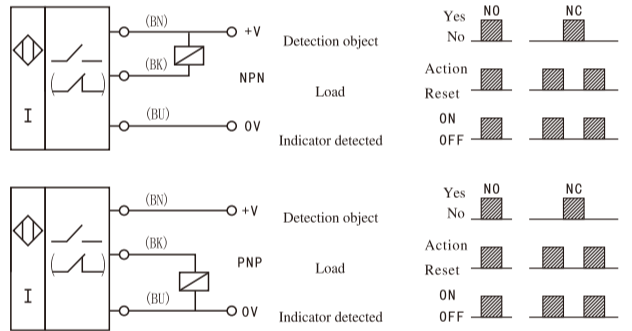 (BN)
+V
Detection object
Yes
No
NO
NC
(BK)
NPN
Load
Action
Reset
I
(BU)
0V
Indicator detected
ON
OFF
(BN)
+V
Detection object
Yes
No
NO
NC
(BK)
PNP
Load
Action
Reset
I
(BU)
0V
Indicator detected
ON
OFF